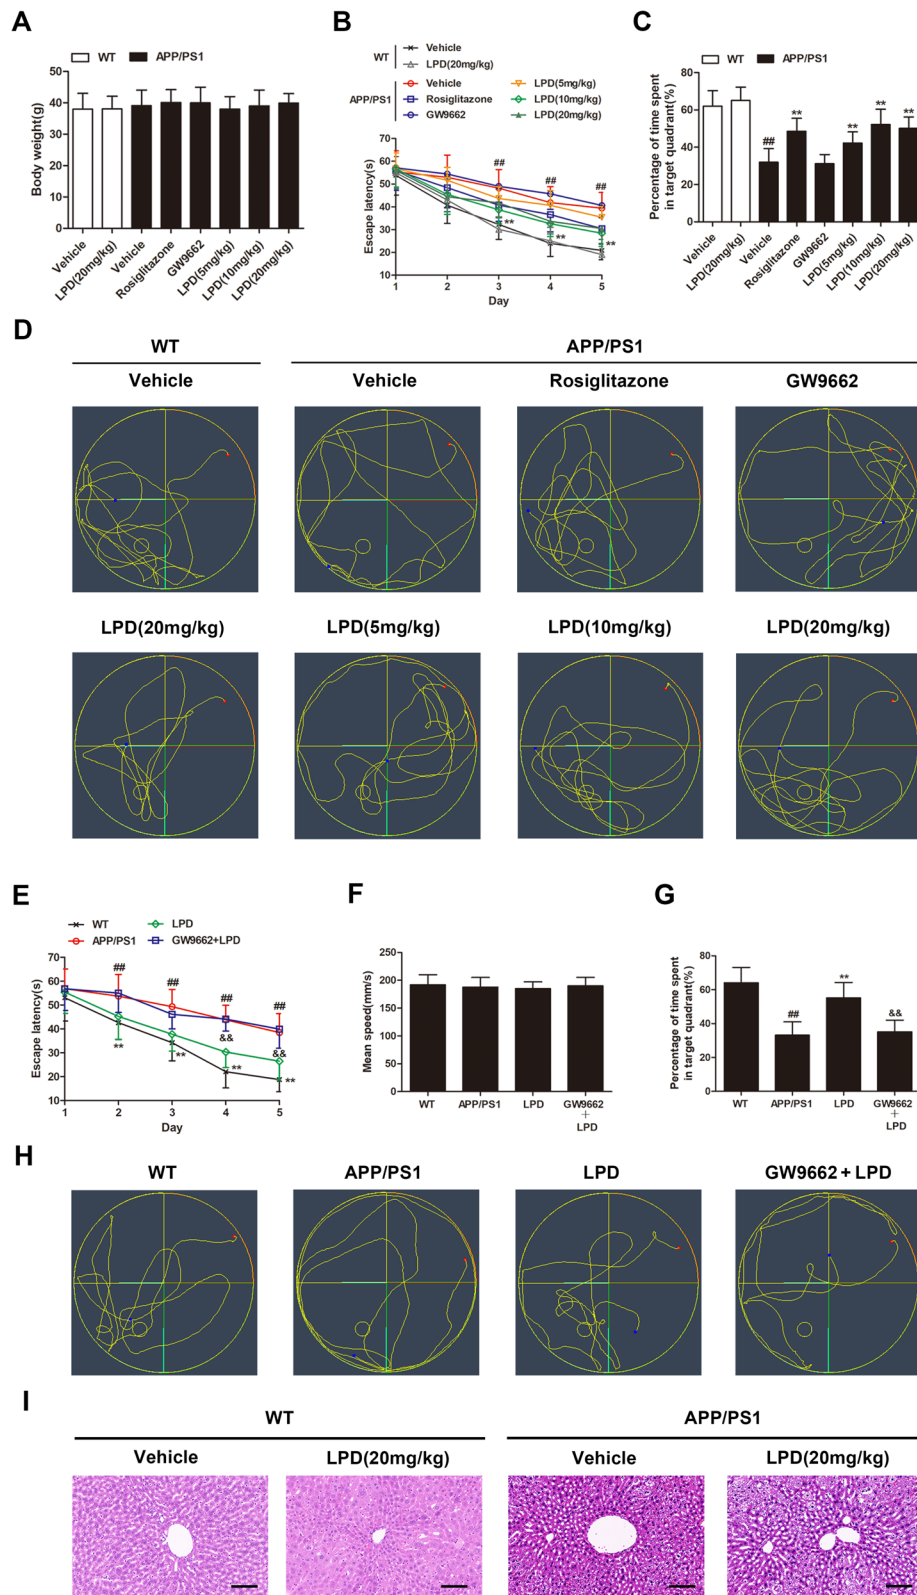 A
WT
APP/PS1
Body weight(g)
50
40
30
20
10
0
Vehicle
LPD(20mg/kg)
Vehicle
Rosiglitazone
GW9662
LPD(5mg/kg)
LPD(10mg/kg)
LPD(20mg/kg)
B
WT
Vehicle
LPD(20mg/kg)
APP/PS1
Vehicle
Rosiglitazone
GW9662
LPD(5mg/kg)
LPD(10mg/kg)
LPD(20mg/kg)
Escape latency(s)
70
60
50
40
30
20
10
## ## ##
** ** **
1 2 3 4 5
Day
C
WT
APP/PS1
Percentage of time spent
in target quadrant(%)
80
60
40
20
0
## ** ** ** **
Vehicle
LPD(20mg/kg)
Vehicle
Rosiglitazone
GW9662
LPD(5mg/kg)
LPD(10mg/kg)
LPD(20mg/kg)
D
WT APP/PS1
Vehicle Vehicle Rosiglitazone GW9662
LPD(20mg/kg) LPD(5mg/kg) LPD(10mg/kg) LPD(20mg/kg)
E
WT
APP/PS1
LPD
GW9662+LPD
Escape latency(s)
70
60
50
40
30
20
10
## ## ## ##
&& &&
** ** ** **
1 2 3 4 5
Day
F
Mean speed(mm/s)
250
200
150
100
50
0
WT APP/PS1 LPD GW9662
+
LPD
G
Percentage of time spent
in target quadrant(%)
80
60
40
20
0
## ** &&
WT APP/PS1 LPD GW9662
+
LPD
H
WT APP/PS1 LPD GW9662+LPD
I
WT APP/PS1
Vehicle LPD(20mg/kg) Vehicle LPD(20mg/kg)